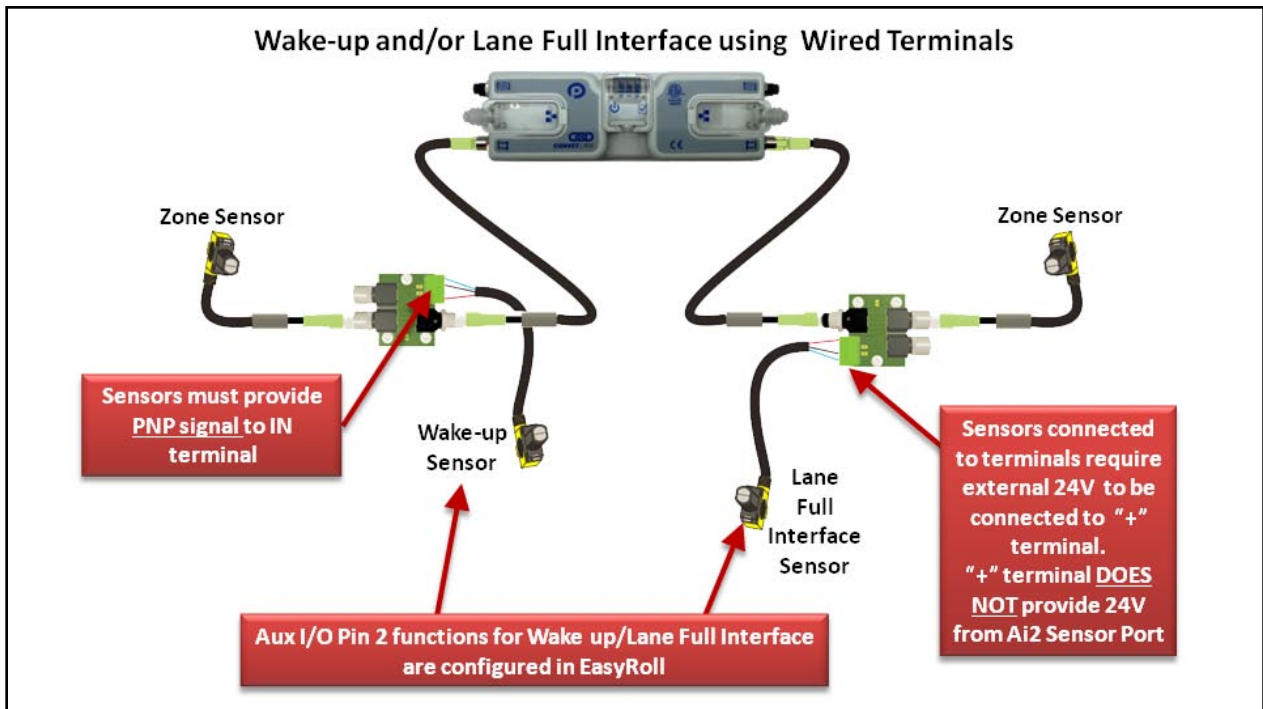 Wake-up and/or Lane Full Interface using Wired Terminals
Zone Sensor
Zone Sensor
Sensors must provide
PNP signal to IN
terminal
Wake-up
Sensor
Lane
Full
Interface
Sensor
Sensors connected
to terminals require
external 24V to be
connected to "+"
terminal.
"+" terminal DOES
NOT provide 24V
from Ai2 Sensor Port
Aux I/O Pin 2 functions for Wake up/Lane Full Interface
are configured in EasyRoll